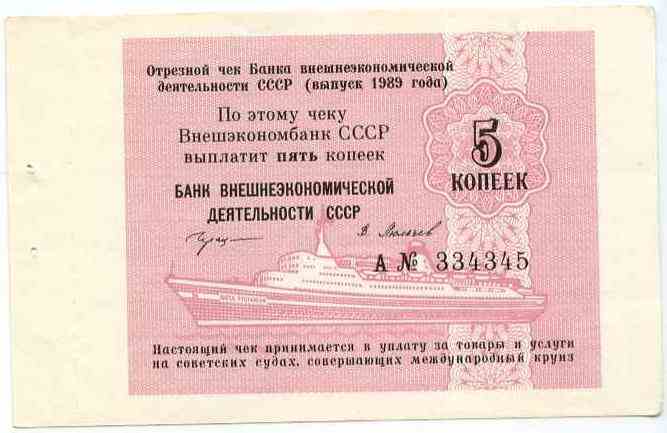 Отрезной чек Банка внешнеэкономической
деятельности СССР (выпуск 1989 года)
По этому чеку
Внешэкономбанк СССР
выплатит пять копеек
5
КОПЕЕК
БАНК ВНЕШНЕЭКОНОМИЧЕСКОЙ
ДЕЯТЕЛЬНОСТИ СССР
А № 334345
Настоящий чек принимается в уплату за товары и услуги
на советских судах, совершающих международный круиз